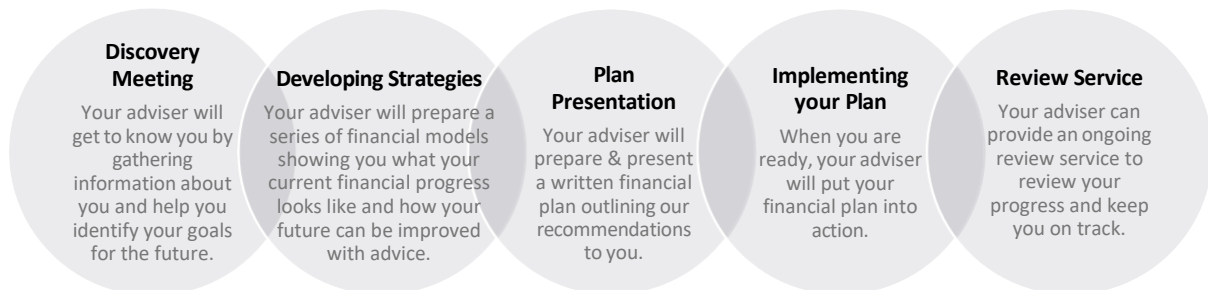 Discovery
Meeting
Your adviser will
get to know you by
gathering
information about
you and help you
identify your goals
for the future.
Developing Strategies
Your adviser will prepare a
series of financial models
showing you what your
current financial progress
looks like and how your
future can be improved
with advice.
Plan
Presentation
Your adviser will
prepare & present
a written financial
plan outlining our
recommendations
to you.
Implementing
your Plan
When you are
ready, your adviser
will put your
financial plan into
action.
Review Service
Your adviser can
provide an ongoing
review service to
review your
progress and keep
you on track.